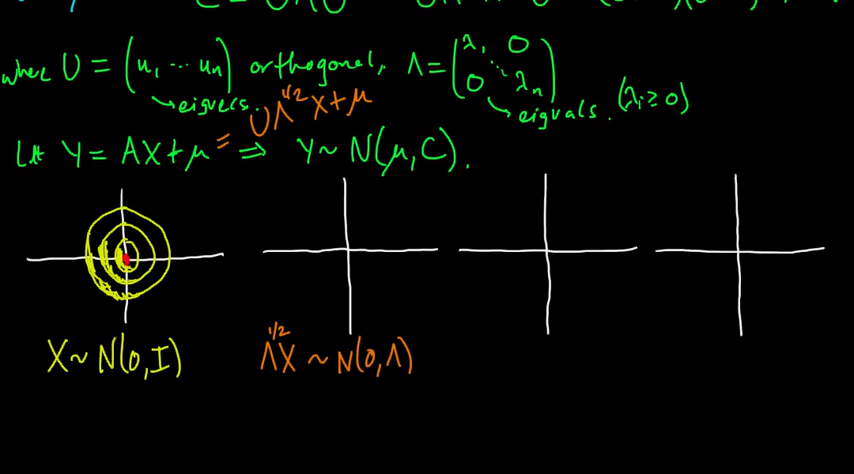 where U = (u₁ ⋯ uₙ) orthogonal, Λ = (λ₁ 0 ⋱ 0 λₙ)
eigvecs. eigvals. (λᵢ ≥ 0)
Let Y = AX + μ = UΛ^{1/2}X + μ ⇒ Y ~ N(μ, C).
X ~ N(0, I) Λ^{1/2}X ~ N(0, Λ)